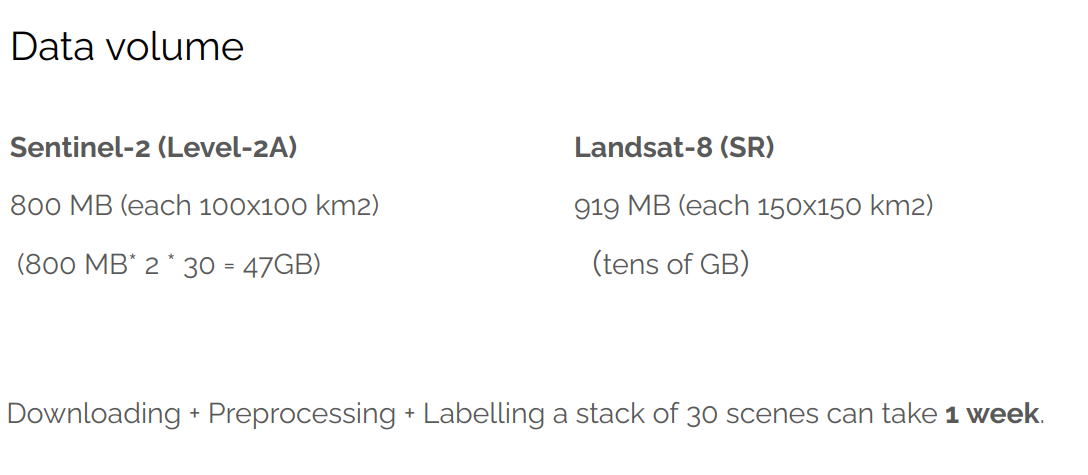 Data volume
Sentinel-2 (Level-2A)
800 MB (each 100x100 km2)
(800 MB* 2 * 30 = 47GB)
Landsat-8 (SR)
919 MB (each 150x150 km2)
(tens of GB)
Downloading + Preprocessing + Labelling a stack of 30 scenes can take 1 week.